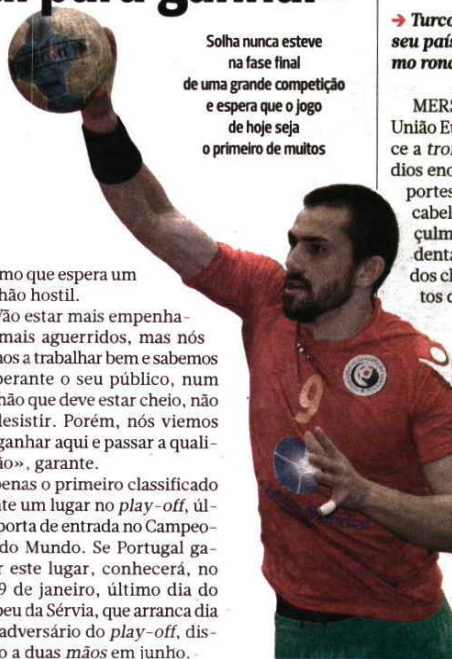 Solha nunca esteve
na fase final
de uma grande competição
e espera que o jogo
de hoje seja
o primeiro de muitos
mo que espera um
hão hostil.
ão estar mais empenha-
mais aguerridos, mas nós
nos a trabalhar bem e sabemos
perante o seu público, num
hão que deve estar cheio, não
desistir. Porém, nós viemos
ganhar aqui e passar a quali-
ão», garante.
penas o primeiro classificado
nte um lugar no play-off, úl-
porta de entrada no Campeo-
do Mundo. Se Portugal ga-
r este lugar, conhecerá, no
9 de janeiro, último dia do
peu da Sérvia, que arranca dia
adversário do play-off, dis-
o a duas mãos em junho.
→ Turco
seu país
mo rond
MERS
União Eu
ce a tron
dios eno
portes
cabel
çulm
denta
dos cl
tos d
9